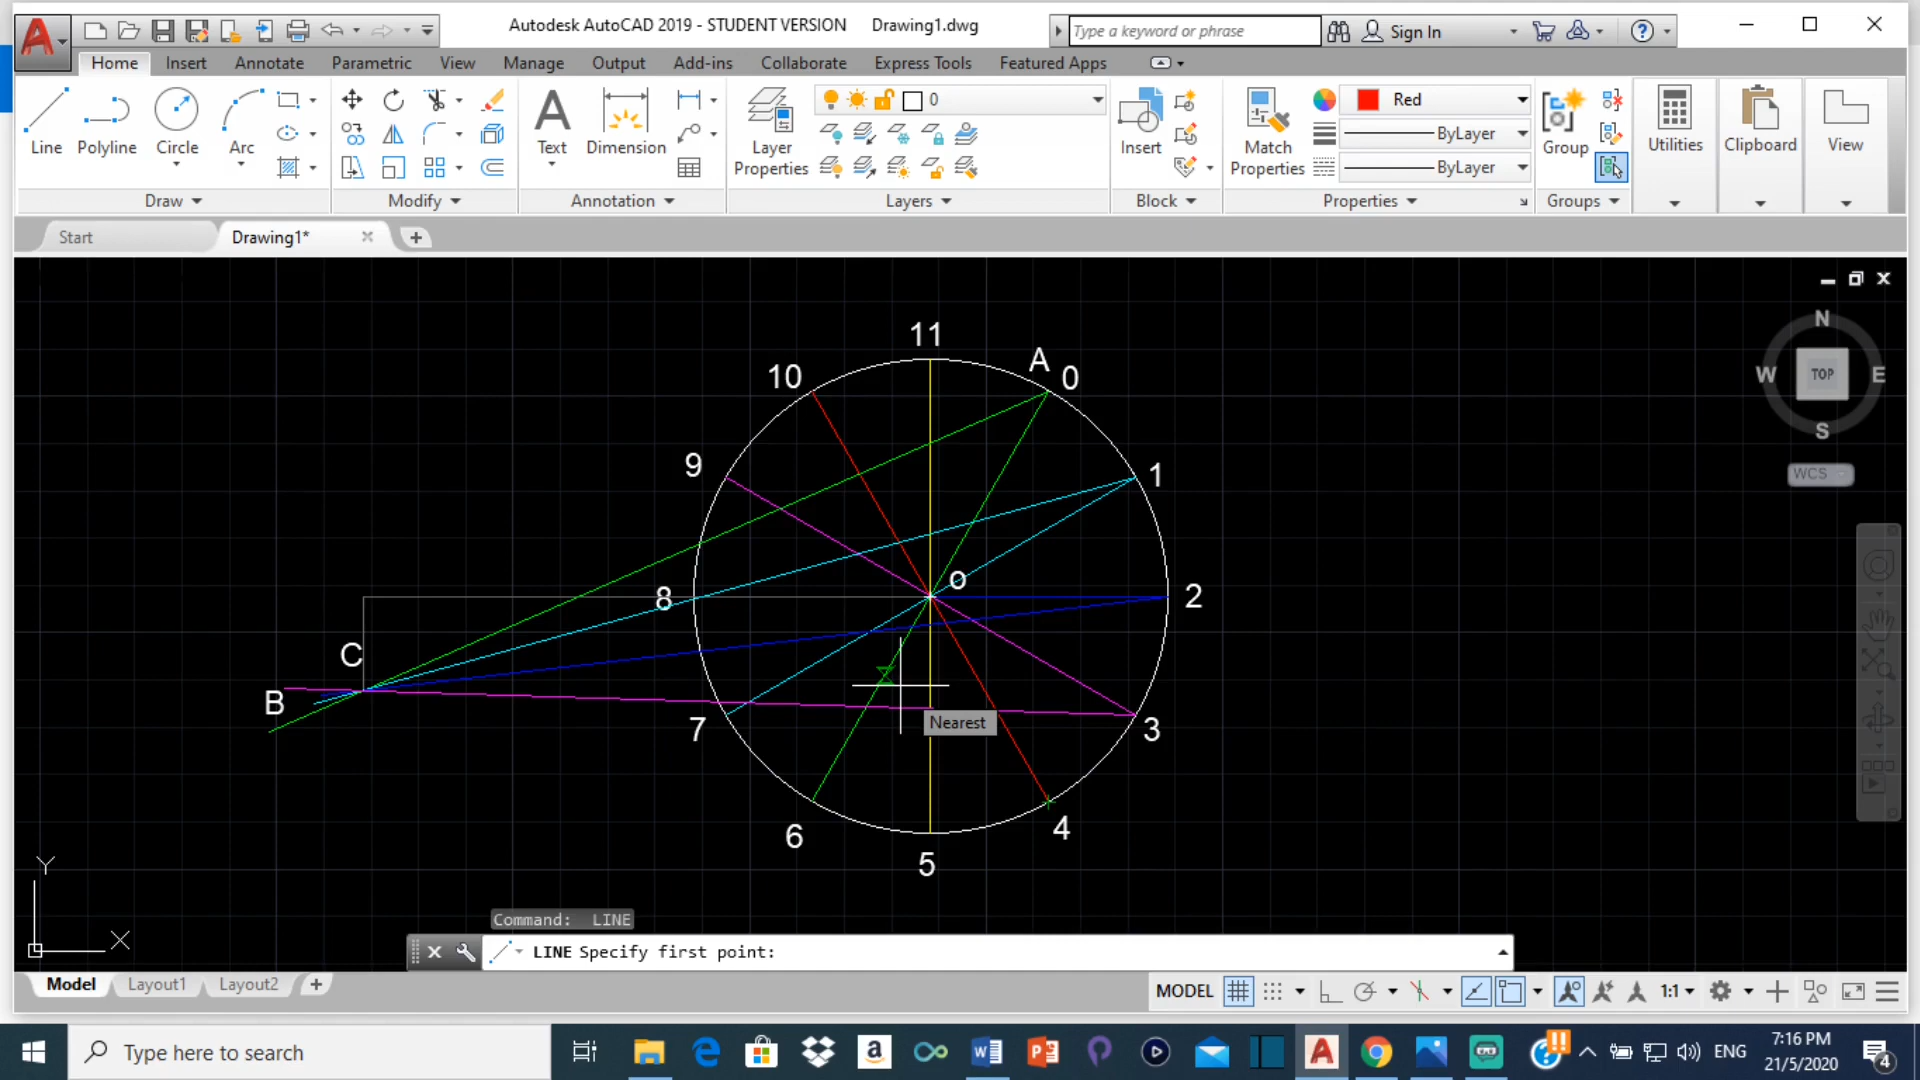 Autodesk AutoCAD 2019 - STUDENT VERSION Drawing1.dwg
Type a keyword or phrase
Sign In
Home Insert Annotate Parametric View Manage Output Add-ins Collaborate Express Tools Featured Apps
0
Red
ByLayer
ByLayer
Line Polyline Circle Arc
Text Dimension
Layer Properties
Insert
Match Properties
Group
Utilities
Clipboard
View
Draw Modify Annotation Layers Block Properties Groups
Start Drawing1*
N
W TOP E
S
WCS
11
10
A
0
9
1
O
8
2
C
B
Nearest
7
3
4
6
5
Y
X
Command: LINE
LINE Specify first point:
Model Layout1 Layout2
MODEL
1:1
Type here to search
ENG
7:16 PM
21/5/2020
4